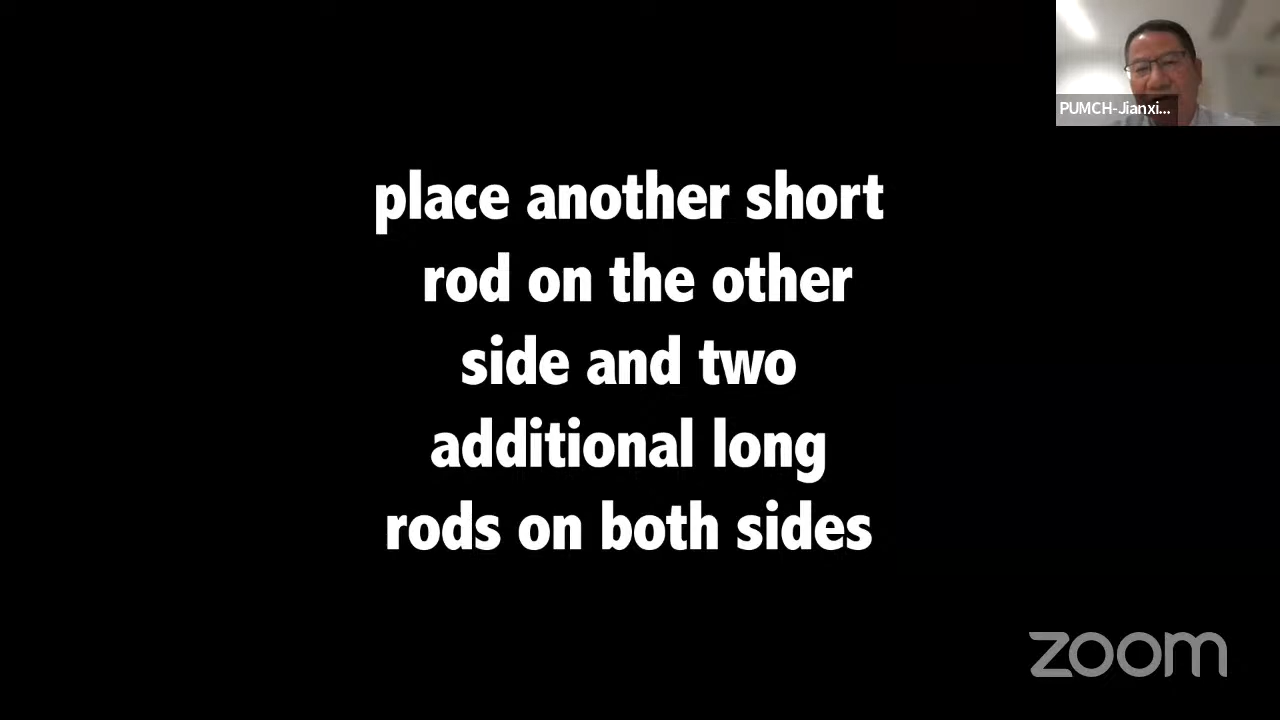 PUMCH-Jianxi...
place another short
rod on the other
side and two
additional long
rods on both sides
zoom